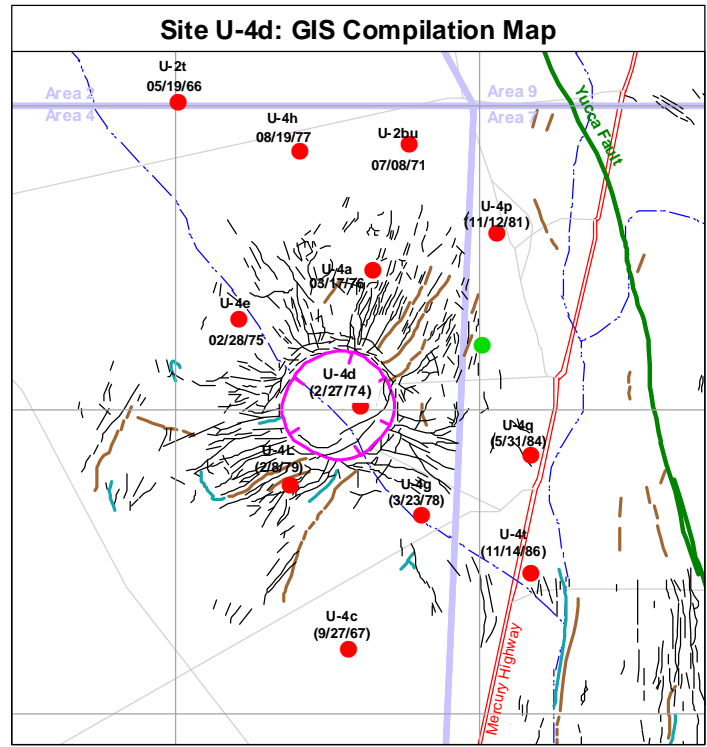 Site U-4d: GIS Compilation Map
U-2t
05/19/66
Area 2
Area 4
Area 9
Area 7
U-4h
08/19/77
U-2bu
07/08/71
Yucca Fault
U-4p
(11/12/81)
U-4a
03/17/76
U-4e
02/28/75
U-4d
(2/27/74)
U-4q
(5/31/84)
U-4L
(2/8/79)
U-4g
(3/23/78)
U-4t
(11/14/86)
U-4c
(9/27/67)
Mercury Highway